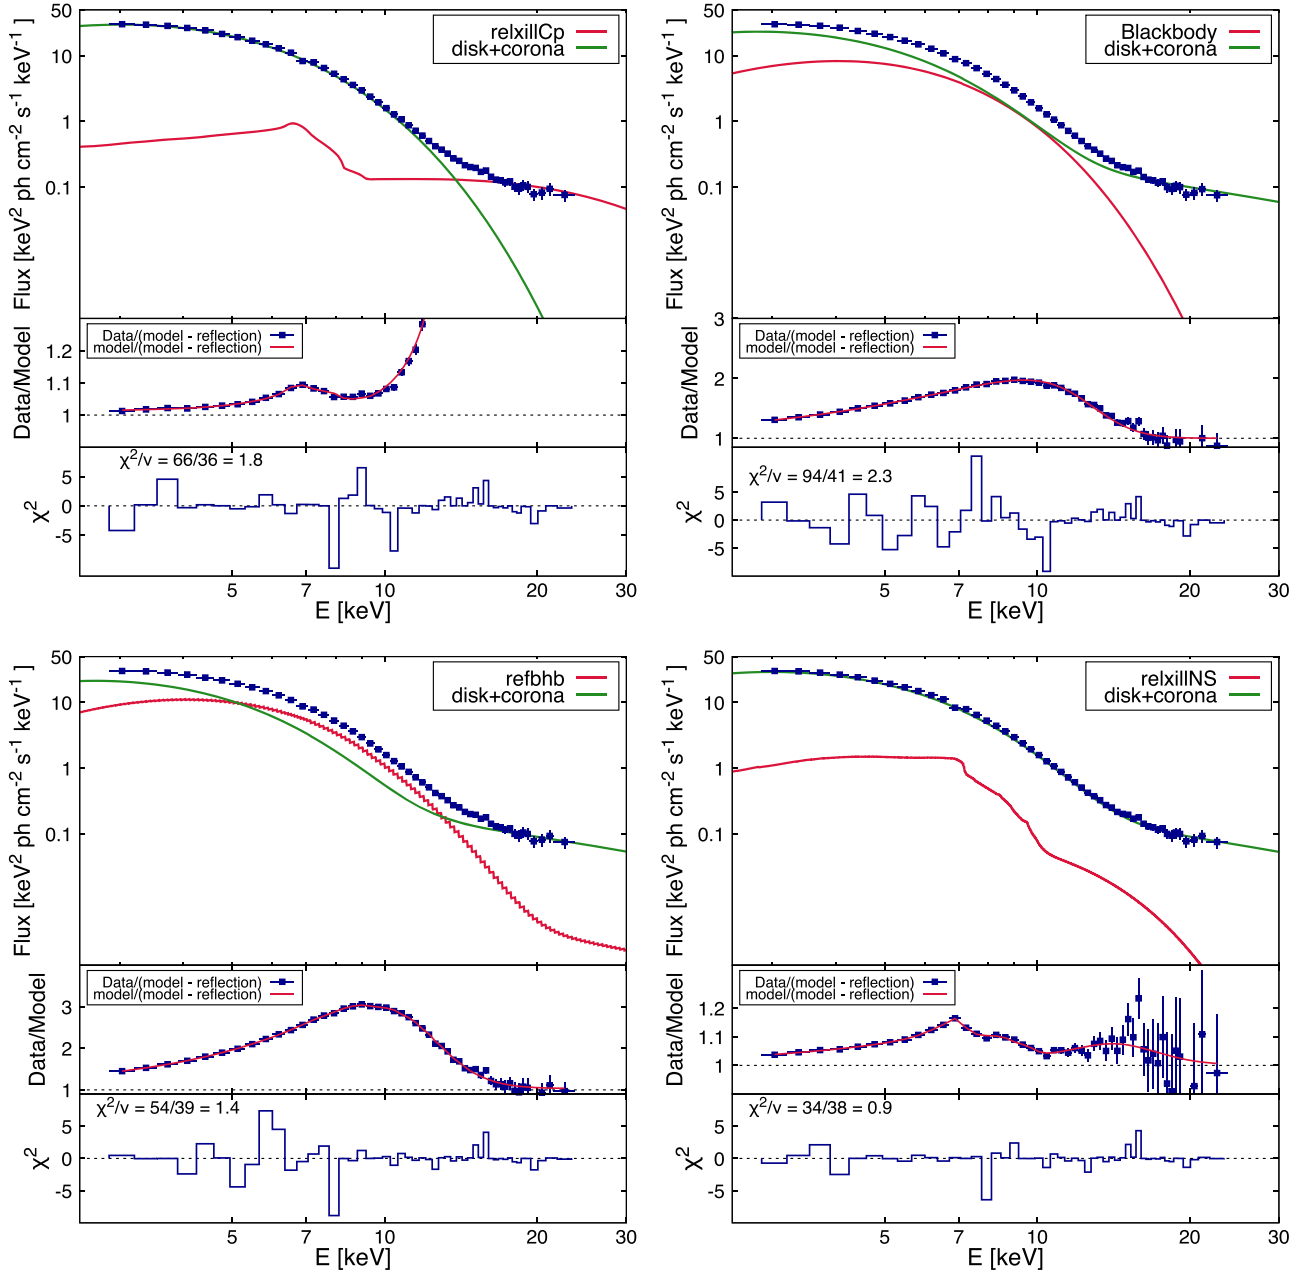 relxillCp
disk+corona
Flux [keV² ph cm⁻² s⁻¹ keV⁻¹ ]
50
10
1
0.1
Data/(model - reflection)
model/(model - reflection)
Data/Model
1.2
1.1
1
χ²/ν = 66/36 = 1.8
χ²
5
0
-5
5
7
10
20
30
E [keV]
Blackbody
disk+corona
Flux [keV² ph cm⁻² s⁻¹ keV⁻¹ ]
50
10
1
0.1
Data/(model - reflection)
model/(model - reflection)
Data/Model
3
2
1
χ²/ν = 94/41 = 2.3
χ²
5
0
-5
5
7
10
20
30
E [keV]
refbhb
disk+corona
Flux [keV² ph cm⁻² s⁻¹ keV⁻¹ ]
50
10
1
0.1
Data/(model - reflection)
model/(model - reflection)
Data/Model
3
2
1
χ²/ν = 54/39 = 1.4
χ²
5
0
-5
5
7
10
20
30
E [keV]
relxillNS
disk+corona
Flux [keV² ph cm⁻² s⁻¹ keV⁻¹ ]
50
10
1
0.1
Data/(model - reflection)
model/(model - reflection)
Data/Model
1.2
1.1
1
χ²/ν = 34/38 = 0.9
χ²
5
0
-5
5
7
10
20
30
E [keV]